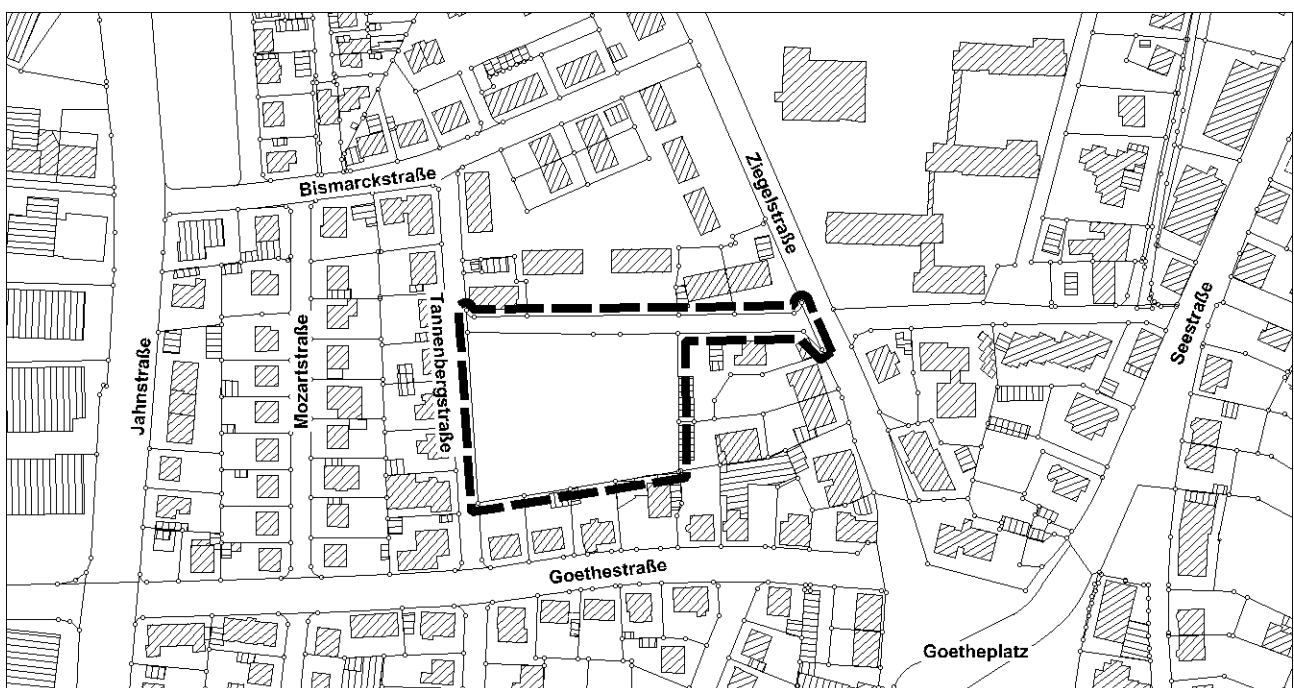 Bismarckstraße
Ziegelstraße
Tannenbergstraße
Mozartstraße
Jahnstraße
Seestraße
Goethestraße
Goetheplatz